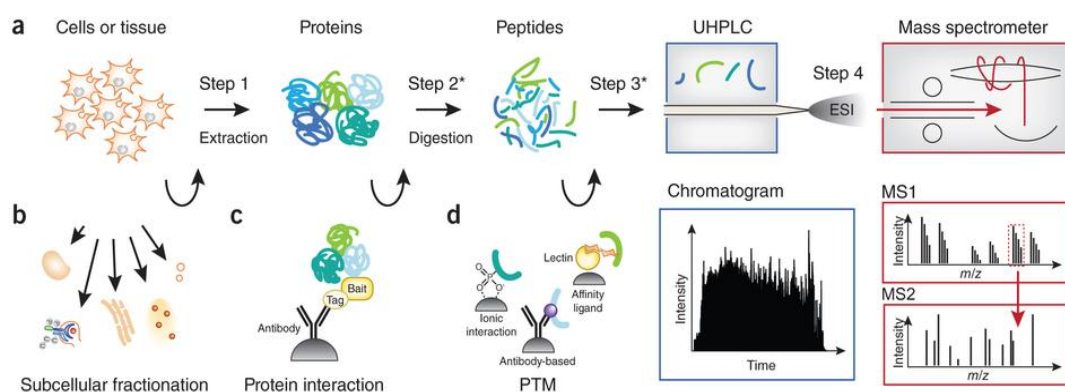 a
Cells or tissue
Proteins
Peptides
UHPLC
Mass spectrometer
Step 1
Extraction
Step 2*
Digestion
Step 3*
Step 4
ESI
b
Subcellular fractionation
c
Bait
Tag
Antibody
Protein interaction
d
Lectin
Affinity
ligand
O
P
O
O
O
Ionic
interaction
Antibody-based
PTM
Chromatogram
Intensity
Time
MS1
Intensity
m/z
MS2
Intensity
m/z